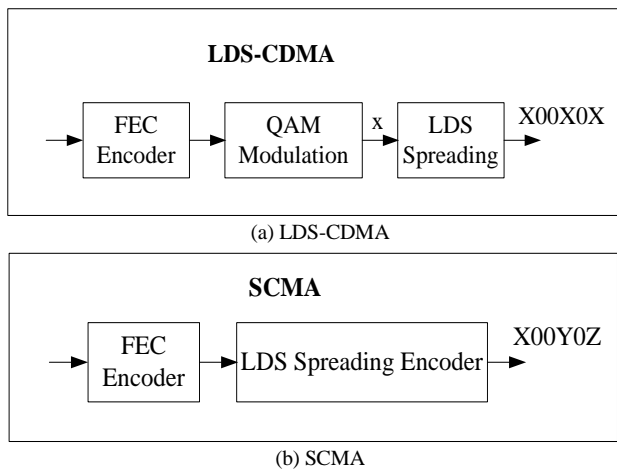 LDS-CDMA
FEC
Encoder
QAM
Modulation
x
LDS
Spreading
X00X0X
(a) LDS-CDMA
SCMA
FEC
Encoder
LDS Spreading Encoder
X00Y0Z
(b) SCMA